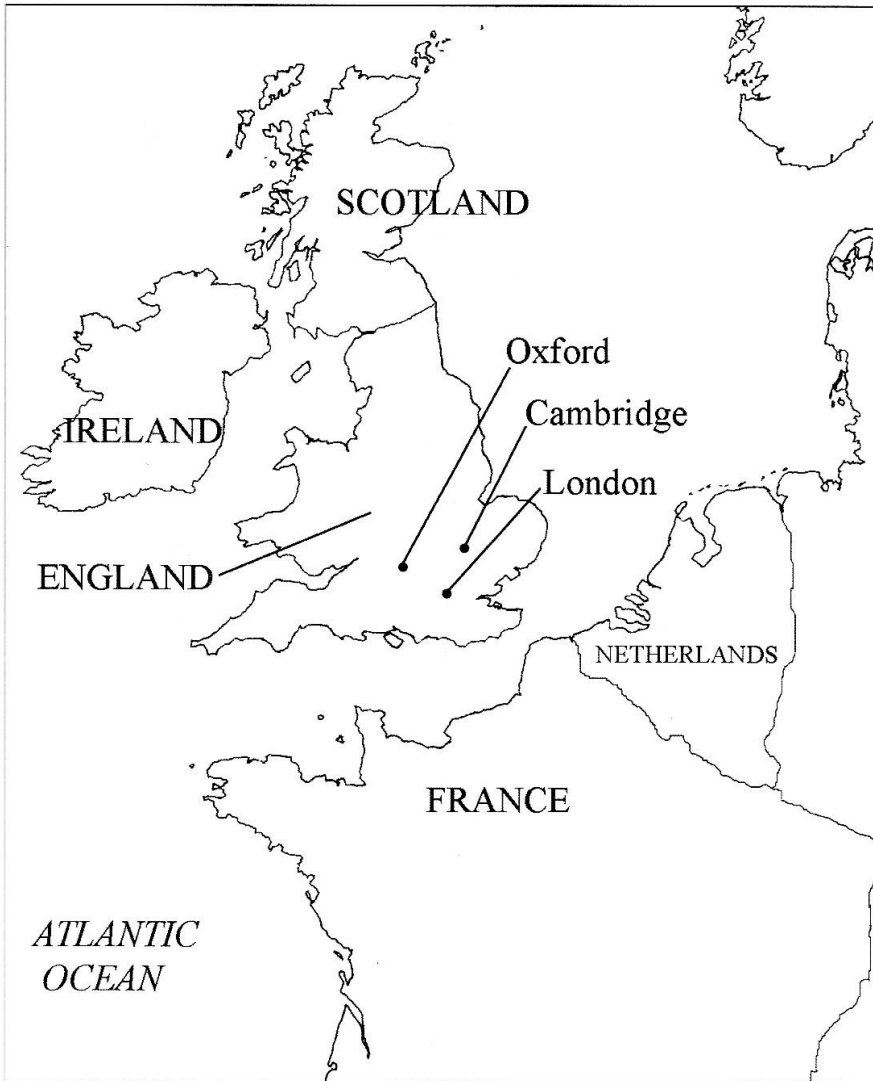 SCOTLAND
Oxford
Cambridge
IRELAND
London
ENGLAND
NETHERLANDS
FRANCE
ATLANTIC
OCEAN